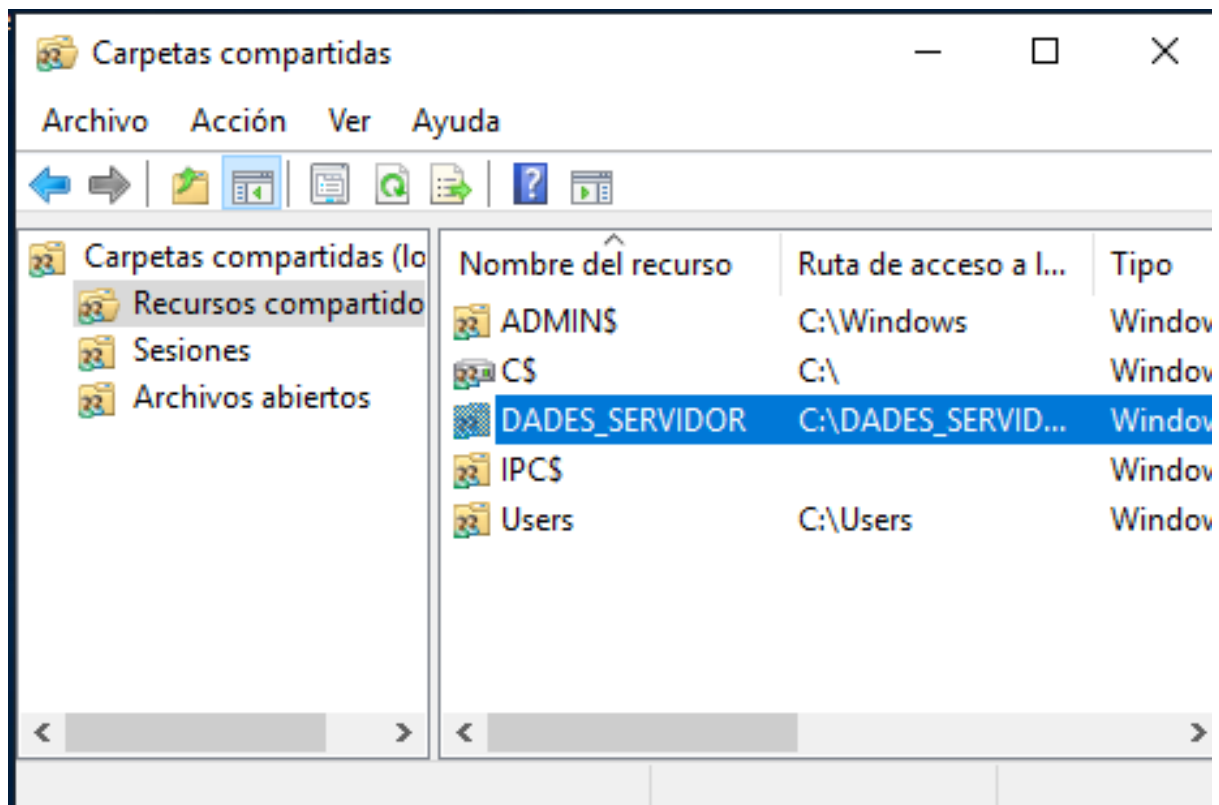 Carpetas compartidas
Archivo Acción Ver Ayuda
Carpetas compartidas (lo
Recursos compartido
Sesiones
Archivos abiertos
Nombre del recurso Ruta de acceso a l... Tipo
ADMIN$ C:\Windows Window
C$ C:\ Window
DADES_SERVIDOR C:\DADES_SERVID... Window
IPC$ Window
Users C:\Users Window